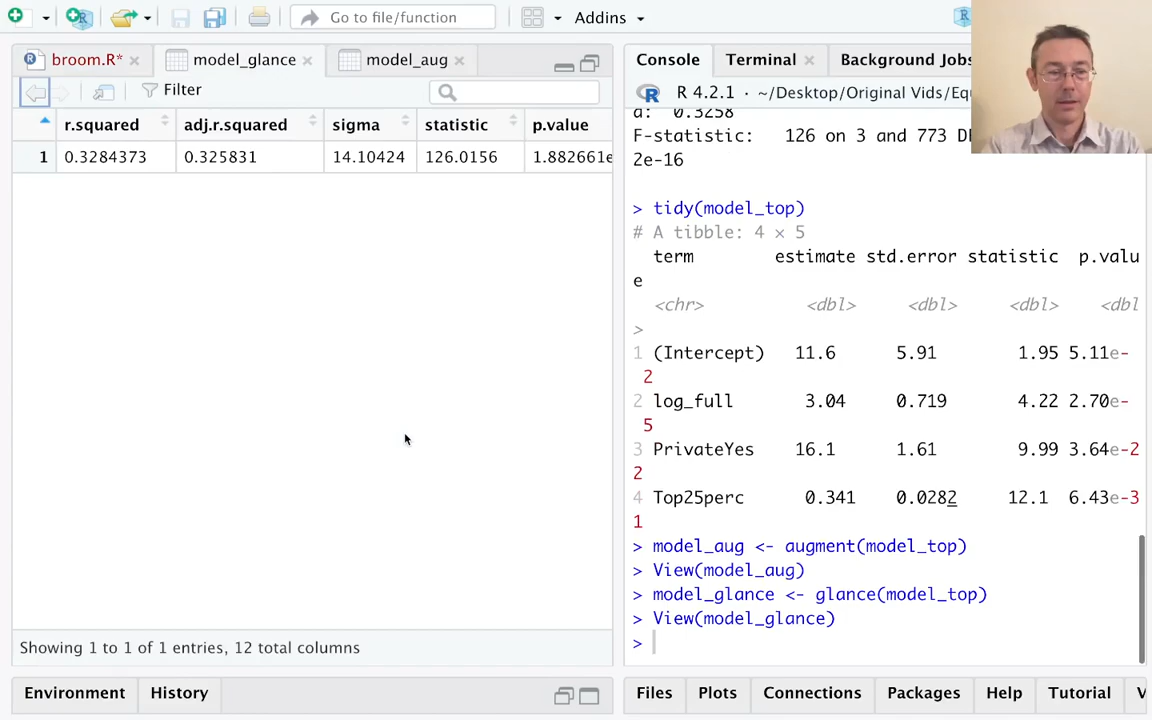 Go to file/function
Addins
broom.R*
model_glance
model_aug
Filter
r.squared adj.r.squared sigma statistic p.value
1 0.3284373 0.325831 14.10424 126.0156 1.882661e
Showing 1 to 1 of 1 entries, 12 total columns
Environment History
Console Terminal Background Jobs
R 4.2.1 · ~/Desktop/Original Vids/Equ
d: 0.3258
F-statistic: 126 on 3 and 773 D
2e-16
> tidy(model_top)
# A tibble: 4 × 5
term estimate std.error statistic p.valu
e
<chr> <dbl> <dbl> <dbl> <dbl
>
1 (Intercept) 11.6 5.91 1.95 5.11e-
2
2 log_full 3.04 0.719 4.22 2.70e-
5
3 PrivateYes 16.1 1.61 9.99 3.64e-2
2
4 Top25perc 0.341 0.0282 12.1 6.43e-3
1
> model_aug <- augment(model_top)
> View(model_aug)
> model_glance <- glance(model_top)
> View(model_glance)
>
Files Plots Connections Packages Help Tutorial V